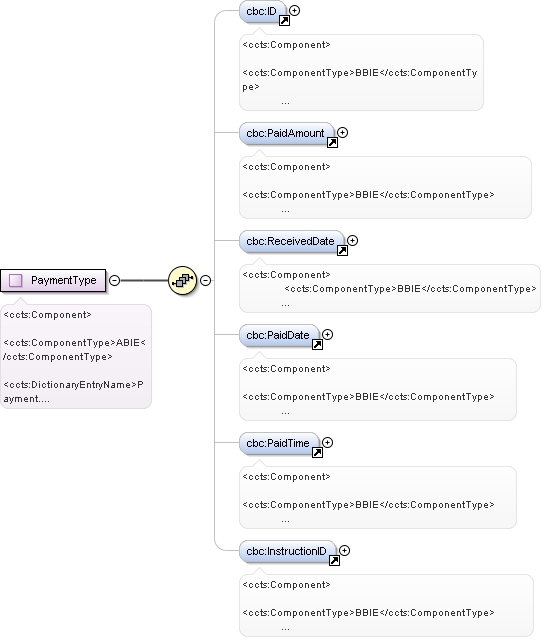 cbc:ID
<ccts:Component>
<ccts:ComponentType>BBIE</ccts:ComponentTy
pe>
...
cbc:PaidAmount
<ccts:Component>
<ccts:ComponentType>BBIE</ccts:ComponentType>
...
cbc:ReceivedDate
<ccts:Component>
<ccts:ComponentType>BBIE</ccts:ComponentType>
...
PaymentType
<ccts:Component>
<ccts:ComponentType>ABIE<
/ccts:ComponentType>
<ccts:DictionaryEntryName>P
ayment....
cbc:PaidDate
<ccts:Component>
<ccts:ComponentType>BBIE</ccts:ComponentType>
...
cbc:PaidTime
<ccts:Component>
<ccts:ComponentType>BBIE</ccts:ComponentType>
...
cbc:InstructionID
<ccts:Component>
<ccts:ComponentType>BBIE</ccts:ComponentType>
...